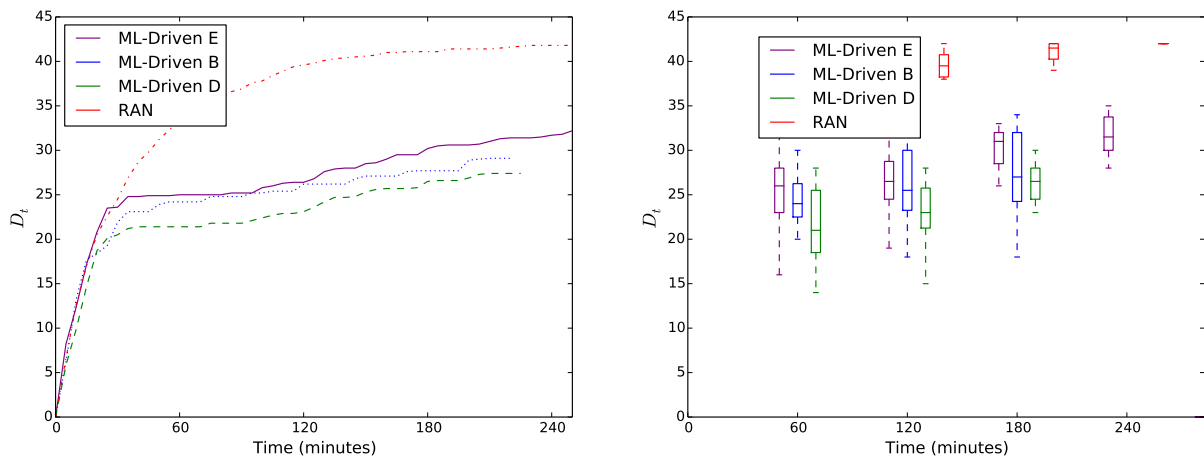 45
40
35
30
25
20
15
10
5
0
D_t
ML-Driven E
ML-Driven B
ML-Driven D
RAN
0 60 120 180 240
Time (minutes)
45
40
35
30
25
20
15
10
5
0
D_t
ML-Driven E
ML-Driven B
ML-Driven D
RAN
0 60 120 180 240
Time (minutes)